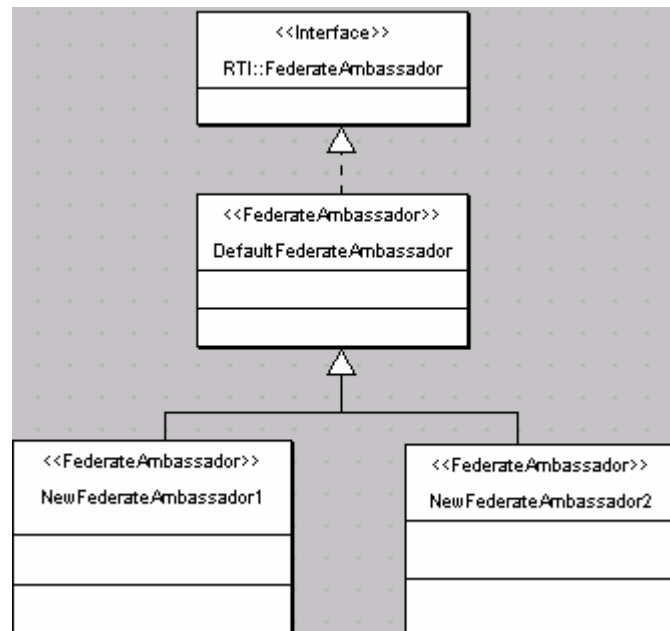 <<Interface>>
RTI::FederateAmbassador
<<FederateAmbassador>>
DefaultFederateAmbassador
<<FederateAmbassador>>
NewFederateAmbassador1
<<FederateAmbassador>>
NewFederateAmbassador2